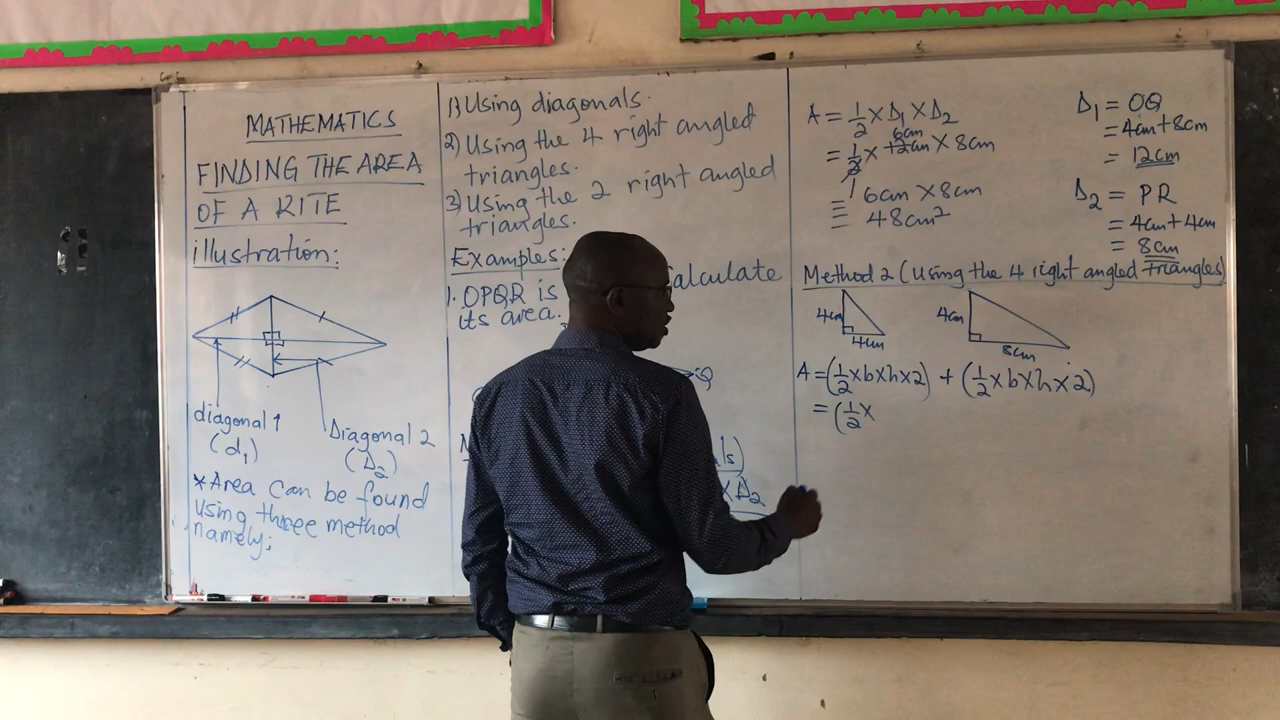 MATHEMATICS
FINDING THE AREA
OF A KITE
illustration:
diagonal 1
(d₁)
Diagonal 2
(D₂)
*Area can be found
using three method
namely;
1) Using diagonals.
2) Using the 4 right angled
triangles.
3) Using the 2 right angled
triangles.
Examples:
1. OPQR is alculate
its area.
Q
ls)
×D₂
A = 1/2 × D₁ × D₂
6cm
= 1/2 × 12cm × 8cm
1
= 6cm × 8cm
= 48cm²
D₁ = OQ
= 4cm + 8cm
= 12cm
D₂ = PR
= 4cm + 4cm
= 8cm
Method 2 (Using the 4 right angled triangles)
4cm
4cm
4cm
8cm
A = (1/2 × b × h × 2) + (1/2 × b × h × 2)
= (1/2 ×